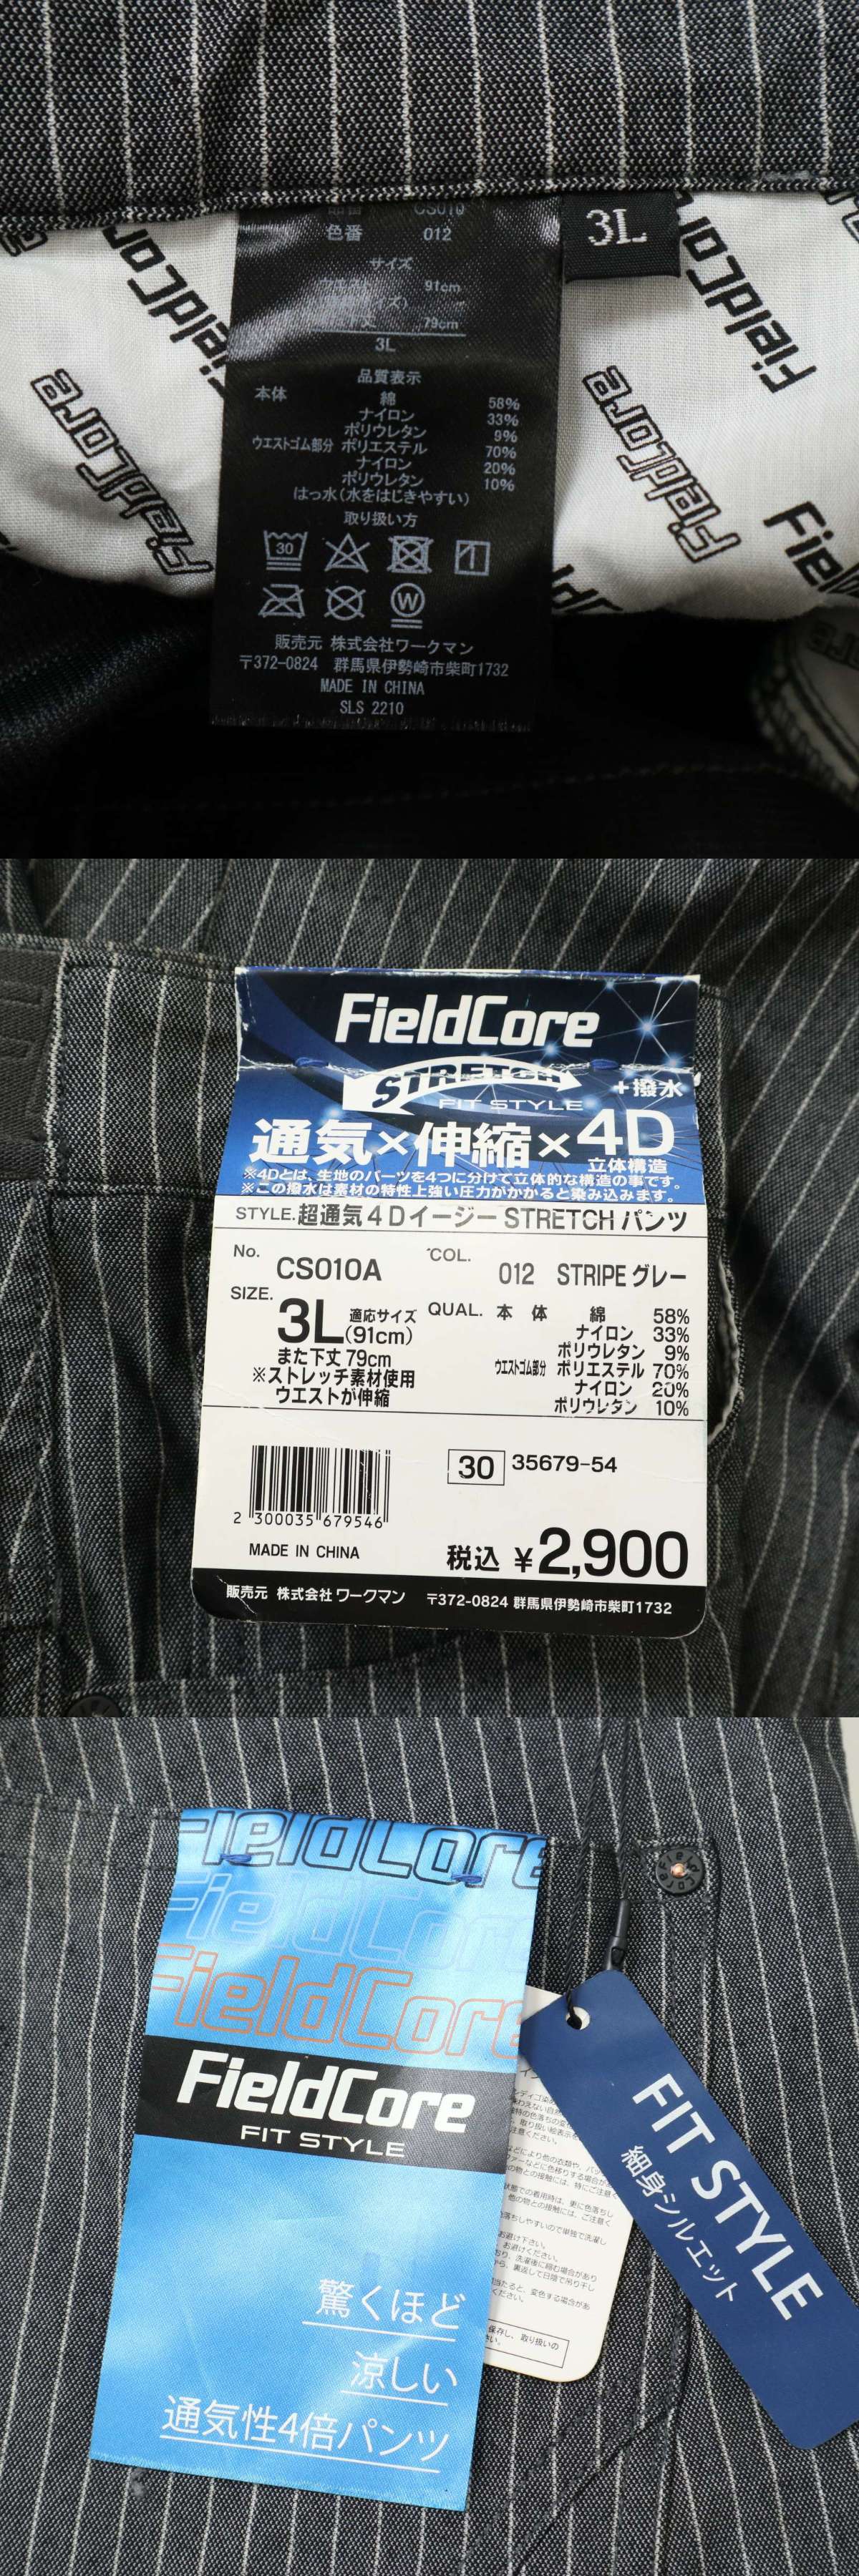 品番 CS010
色番 012
サイズ
91cm
79cm
3L
品質表示
本体 綿 58%
ナイロン 33%
ポリウレタン 9%
ウエストゴム部分 ポリエステル 70%
ナイロン 20%
ポリウレタン 10%
はっ水(水をはじきやすい)
取り扱い方
30
W
販売元 株式会社ワークマン
〒372-0824 群馬県伊勢崎市柴町1732
MADE IN CHINA
SLS 2210
3L
FieldCore
FieldCore
FieldCore
FieldCore
FieldCore
STRETCH
FIT STYLE
+撥水
通気×伸縮×4D
立体構造
※4Dとは、生地のパーツを4つに分けて立体的な構造の事です。
※この撥水は素材の特性上強い圧力がかかると染み込みます。
STYLE.超通気4Dイージー STRETCH パンツ
No. CS010A
COL. 012 STRIPE グレー
SIZE. 3L 適応サイズ (91cm)
また下丈 79cm
※ストレッチ素材使用
ウエストが伸縮
QUAL. 本体 綿 58%
ナイロン 33%
ポリウレタン 9%
ウエストゴム部分 ポリエステル 70%
ナイロン 20%
ポリウレタン 10%
30 35679-54
2 300035 679546
MADE IN CHINA
税込 ¥2,900
販売元 株式会社 ワークマン 〒372-0824 群馬県伊勢崎市柴町1732
FieldCore
FieldCore
FieldCore
FieldCore
FIT STYLE
驚くほど
涼しい
通気性4倍パンツ
FIT STYLE
細身シルエット